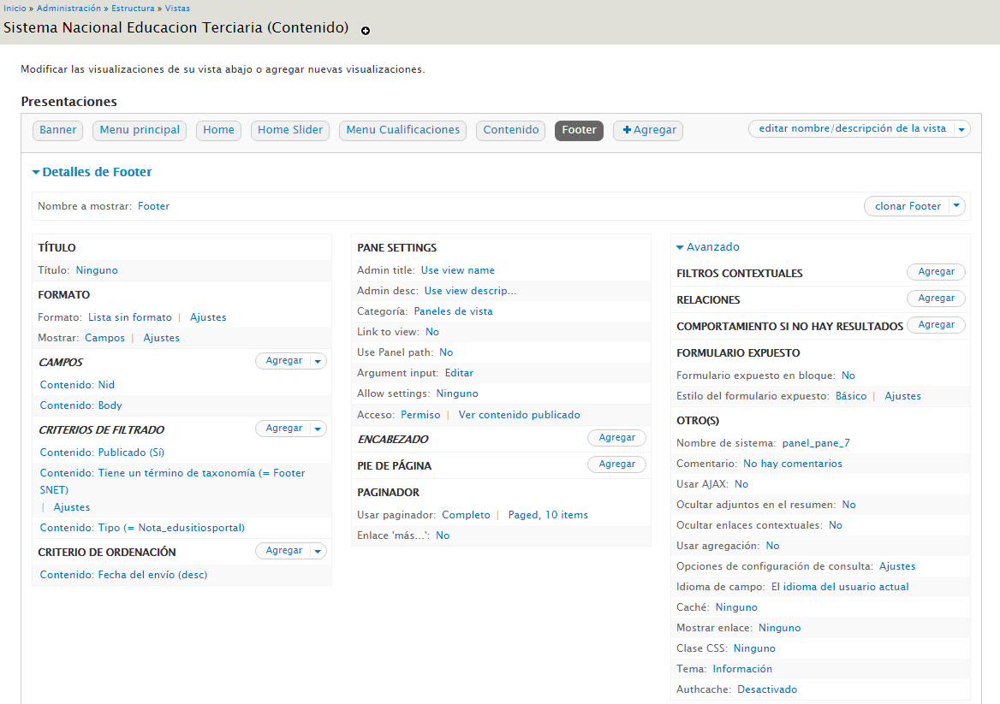 Inicio » Administración » Estructura » Vistas
Sistema Nacional Educacion Terciaria (Contenido)
Modificar las visualizaciones de su vista abajo o agregar nuevas visualizaciones.
Presentaciones
Banner Menu principal Home Home Slider Menu Cualificaciones Contenido Footer Agregar editar nombre/descripción de la vista
Detalles de Footer
Nombre a mostrar: Footer clonar Footer
TÍTULO
Título: Ninguno
FORMATO
Formato: Lista sin formato | Ajustes
Mostrar: Campos | Ajustes
CAMPOS Agregar
Contenido: Nid
Contenido: Body
CRITERIOS DE FILTRADO Agregar
Contenido: Publicado (Sí)
Contenido: Tiene un término de taxonomía (= Footer
SNET)
| Ajustes
Contenido: Tipo (= Nota_edusitiosportal)
CRITERIO DE ORDENACIÓN Agregar
Contenido: Fecha del envío (desc)
PANE SETTINGS
Admin title: Use view name
Admin desc: Use view descrip...
Categoría: Paneles de vista
Link to view: No
Use Panel path: No
Argument input: Editar
Allow settings: Ninguno
Acceso: Permiso | Ver contenido publicado
ENCABEZADO Agregar
PIE DE PÁGINA Agregar
PAGINADOR
Usar paginador: Completo | Paged, 10 items
Enlace 'más...': No
Avanzado
FILTROS CONTEXTUALES Agregar
RELACIONES Agregar
COMPORTAMIENTO SI NO HAY RESULTADOS Agregar
FORMULARIO EXPUESTO
Formulario expuesto en bloque: No
Estilo del formulario expuesto: Básico | Ajustes
OTRO(S)
Nombre de sistema: panel_pane_7
Comentario: No hay comentarios
Usar AJAX: No
Ocultar adjuntos en el resumen: No
Ocultar enlaces contextuales: No
Usar agregación: No
Opciones de configuración de consulta: Ajustes
Idioma de campo: El idioma del usuario actual
Caché: Ninguno
Mostrar enlace: Ninguno
Clase CSS: Ninguno
Tema: Información
Authcache: Desactivado